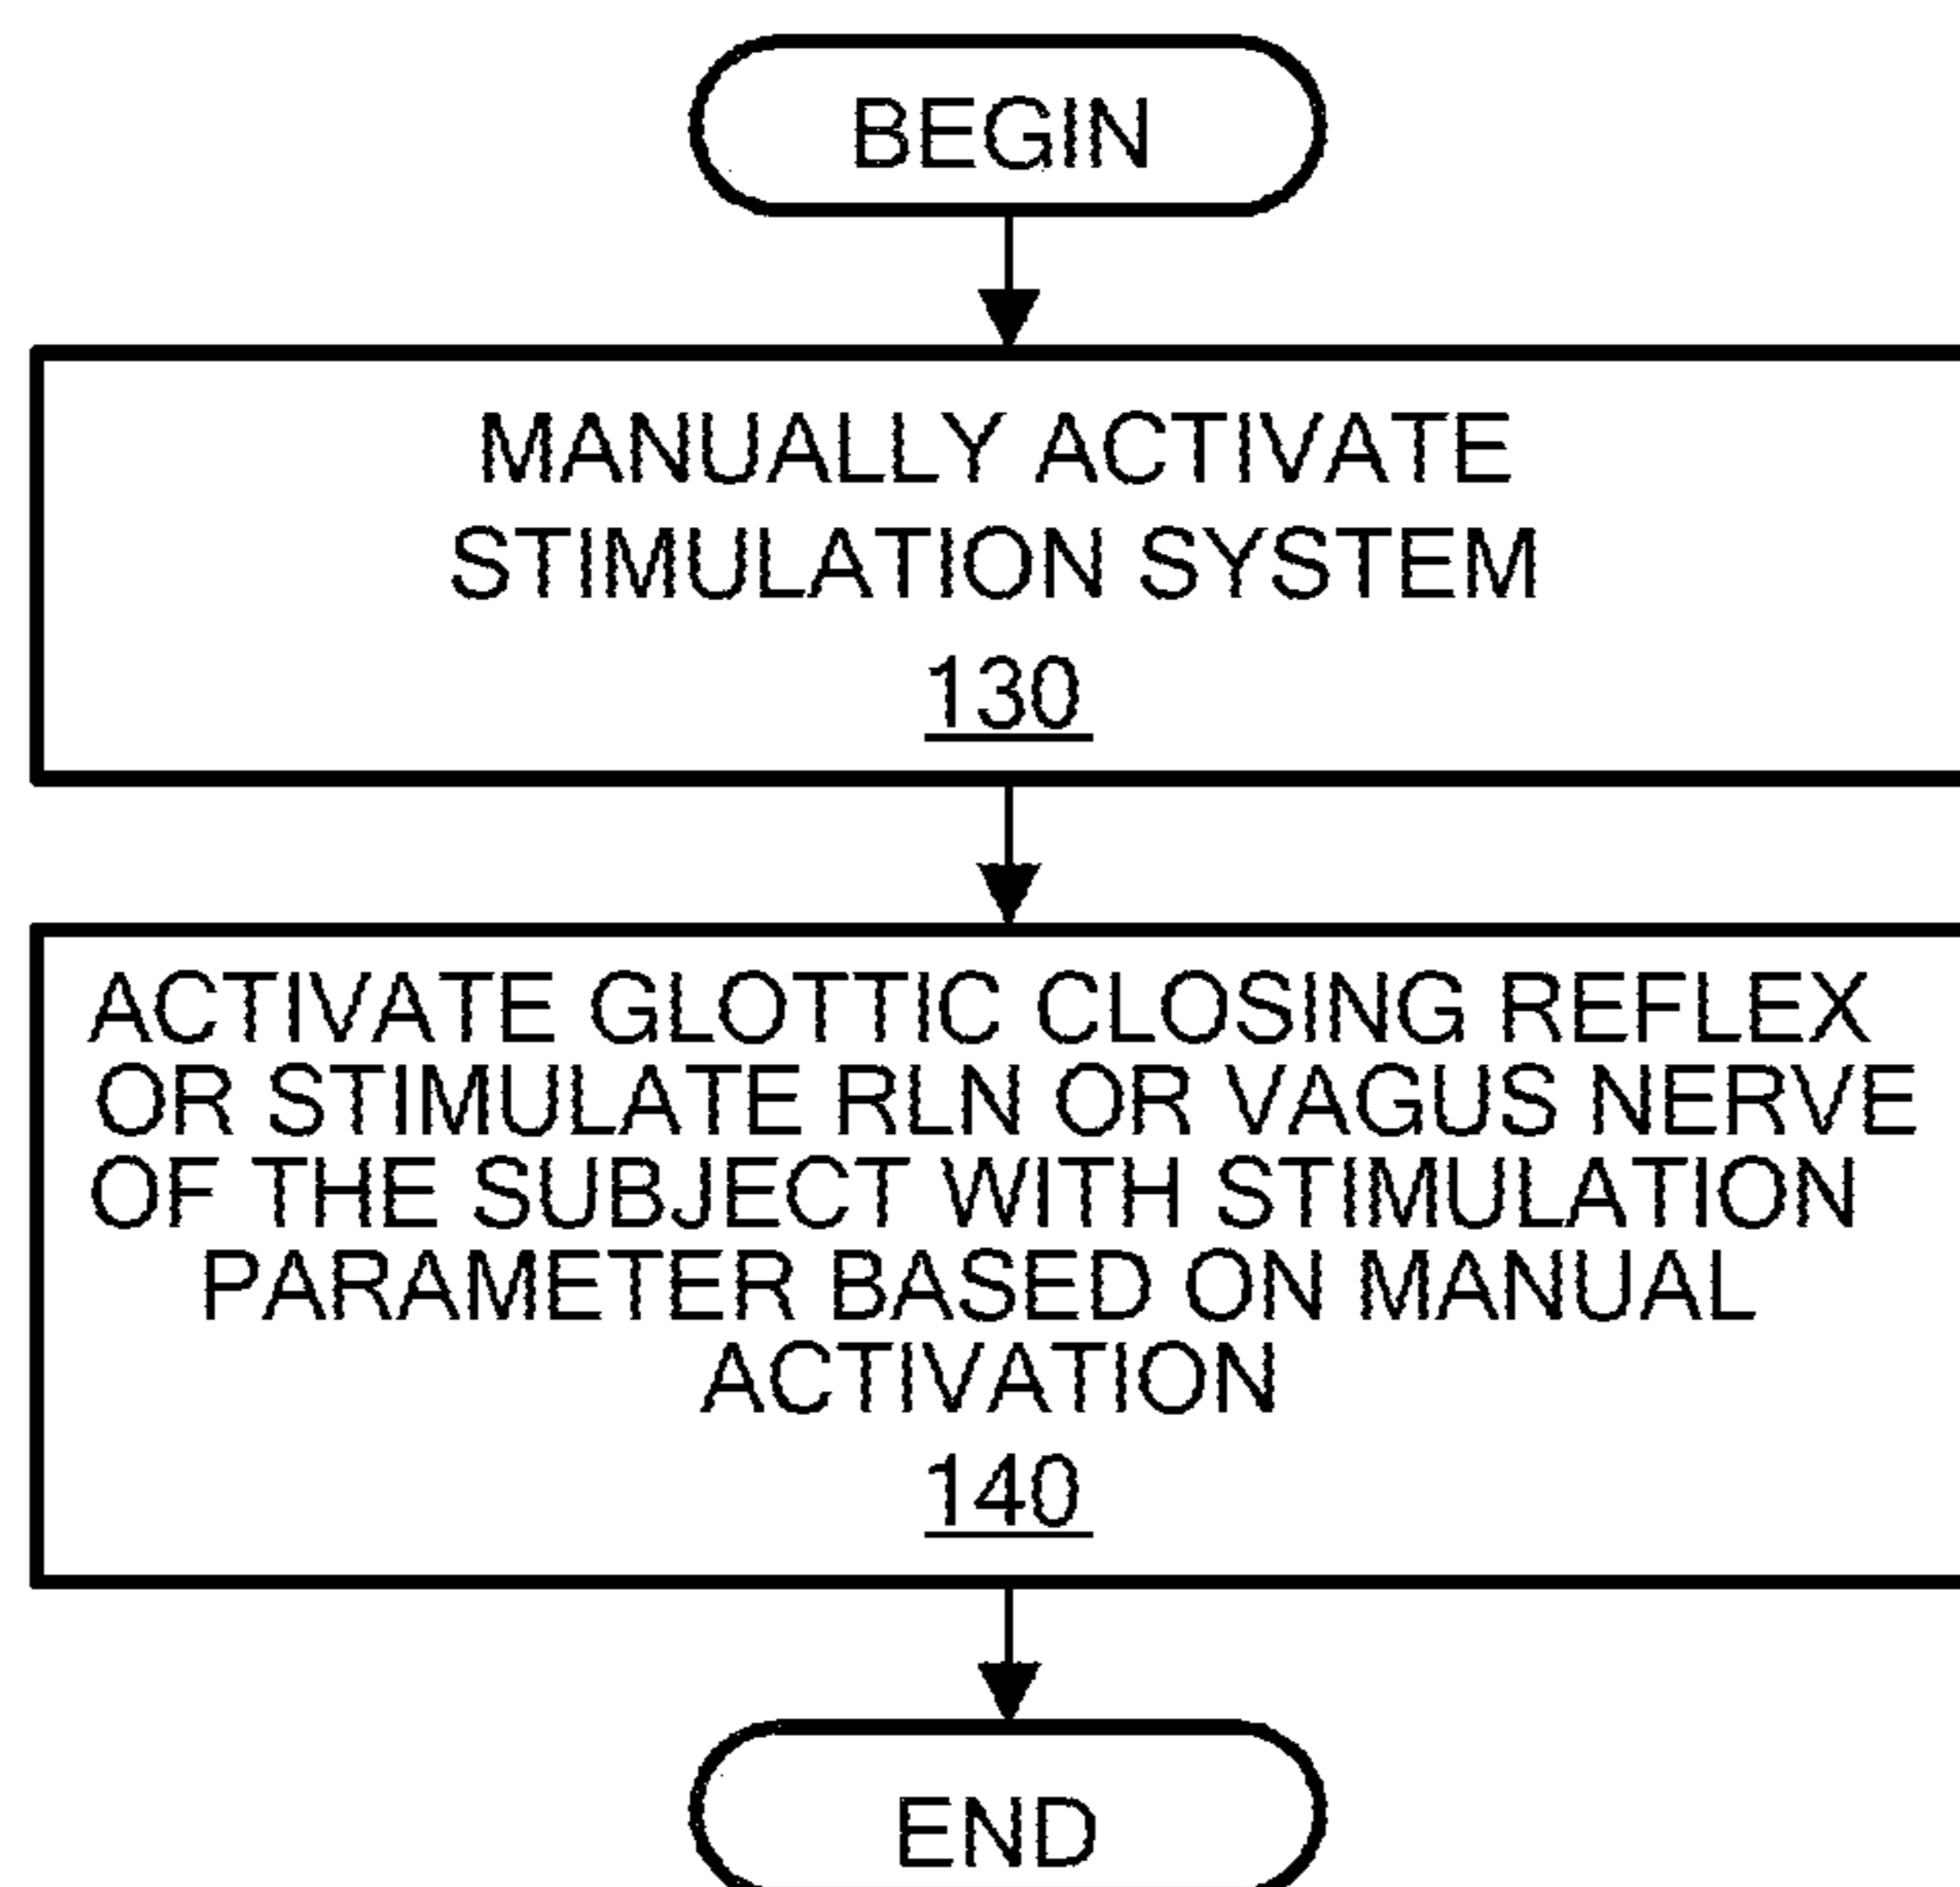 BEGIN
MANUALLY ACTIVATE
STIMULATION SYSTEM
130
ACTIVATE GLOTTIC CLOSING REFLEX
OR STIMULATE RLN OR VAGUS NERVE
OF THE SUBJECT WITH STIMULATION
PARAMETER BASED ON MANUAL
ACTIVATION
140
END